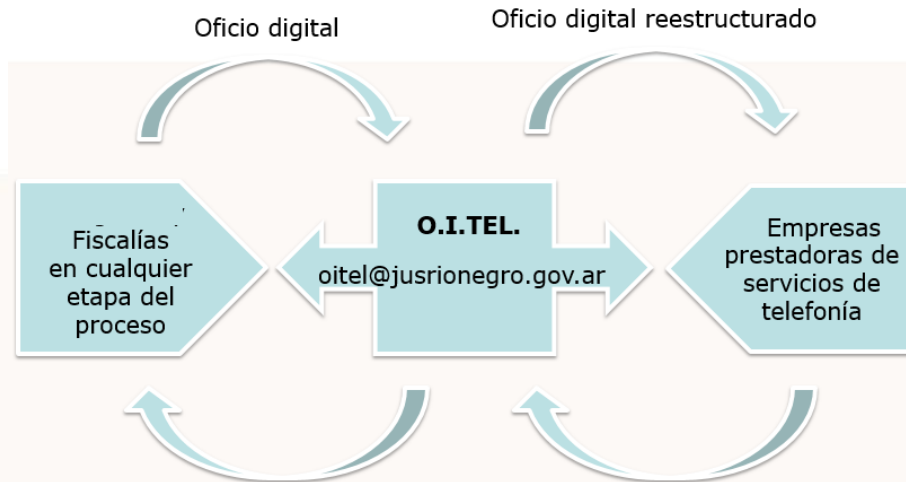 Oficio digital
Oficio digital reestructurado
Fiscalías
en cualquier
etapa del
proceso
O.I.TEL.
oitel@jusrionegro.gov.ar
Empresas
prestadoras de
servicios de
telefonía